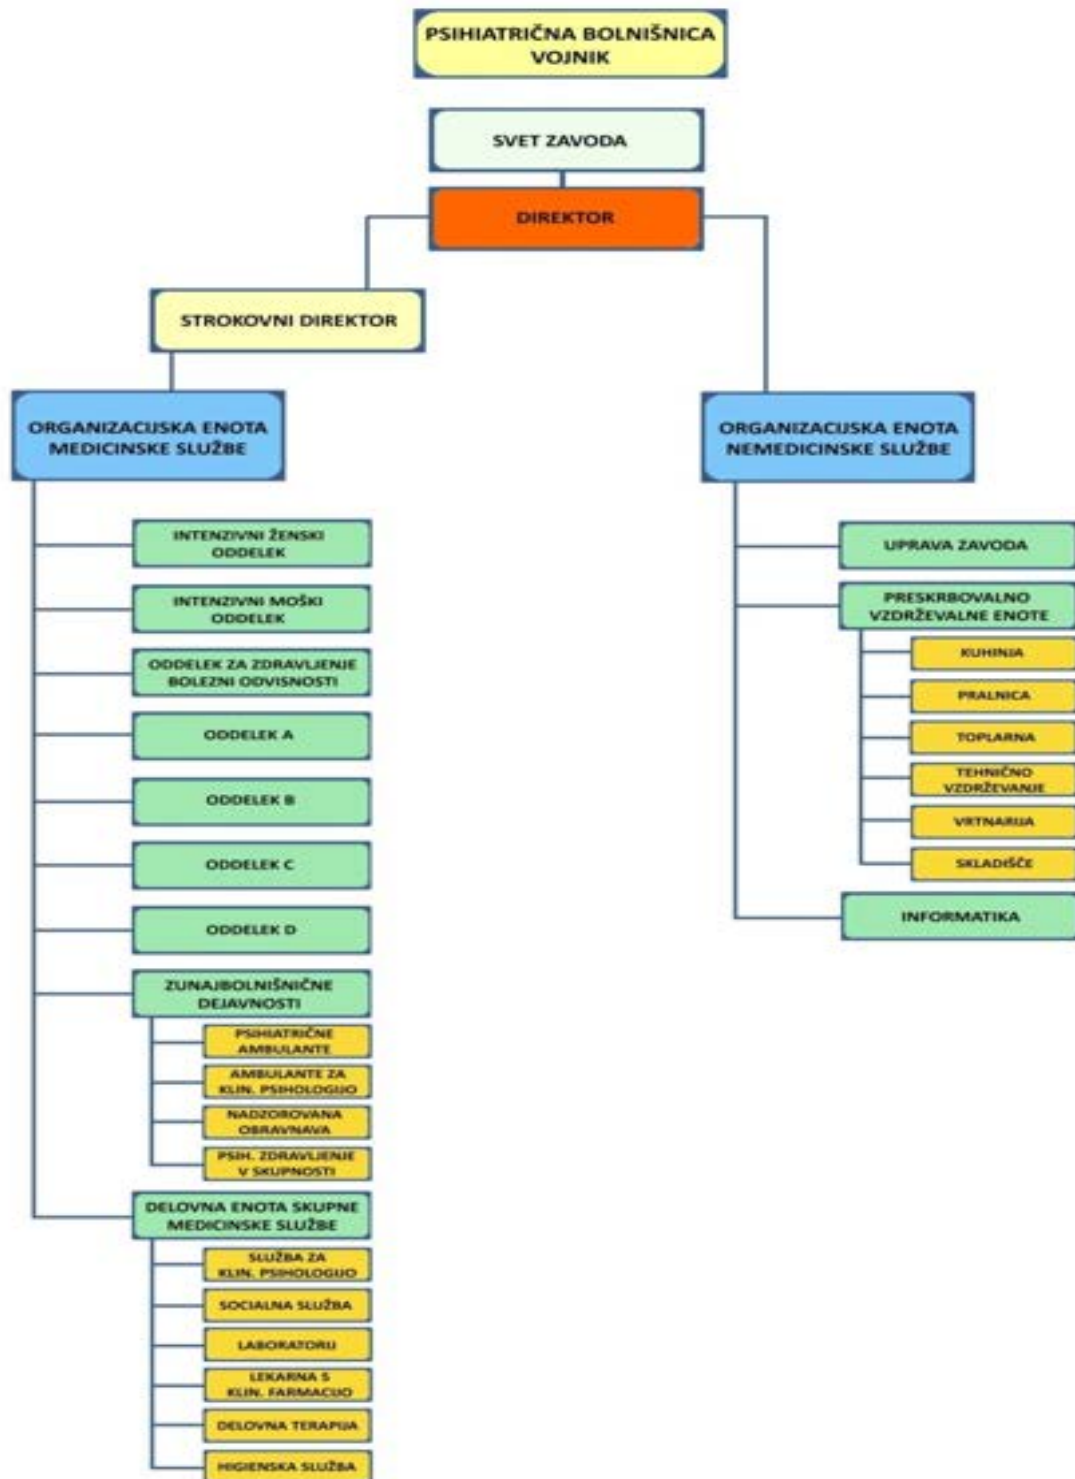 PSIHIATRIČNA BOLNIŠNICA
VOJNIK
SVET ZAVODA
DIREKTOR
STROKOVNI DIREKTOR
ORGANIZACIJSKA ENOTA
MEDICINSKE SLUŽBE
INTENZIVNI ŽENSKI
ODDELEK
INTENZIVNI MOŠKI
ODDELEK
ODDELEK ZA ZDRAVLJENJE
BOLEZNI ODVISNOSTI
ODDELEK A
ODDELEK B
ODDELEK C
ODDELEK D
ZUNAJBOLNIŠNIČNE
DEJAVNOSTI
PSIHIATRIČNE
AMBULANTE
AMBULANTE ZA
KLIN. PSIHOLOGIJO
NADZOROVANA
OBRAVNAVA
PSIH. ZDRAVLJENJE
V SKUPNOSTI
DELOVNA ENOTA SKUPNE
MEDICINSKE SLUŽBE
SLUŽBA ZA
KLIN. PSIHOLOGIJO
SOCIALNA SLUŽBA
LABORATORIJ
LEKARNA S
KLIN. FARMACIJO
DELOVNA TERAPIJA
HIGIENSKA SLUŽBA
ORGANIZACIJSKA ENOTA
NEMEDICINSKE SLUŽBE
UPRAVA ZAVODA
PRESKRBOVALNO
VZDRŽEVALNE ENOTE
KUHINJA
PRALNICA
TOPLARNA
TEHNIČNO
VZDRŽEVANJE
VRTNARIJA
SKLADIŠČE
INFORMATIKA